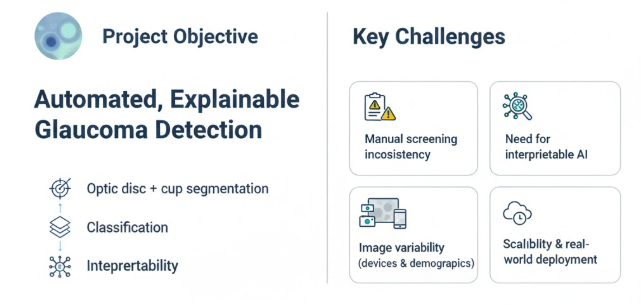 Project Objective
Automated, Explainable
Glaucoma Detection
Optic disc + cup segmentation
Classification
Inteprertability
Key Challenges
Manual screening
incosistency
Need for
interprietable AI
Image variability
(devices & demograpics)
Scaliblity & real-
world deployment